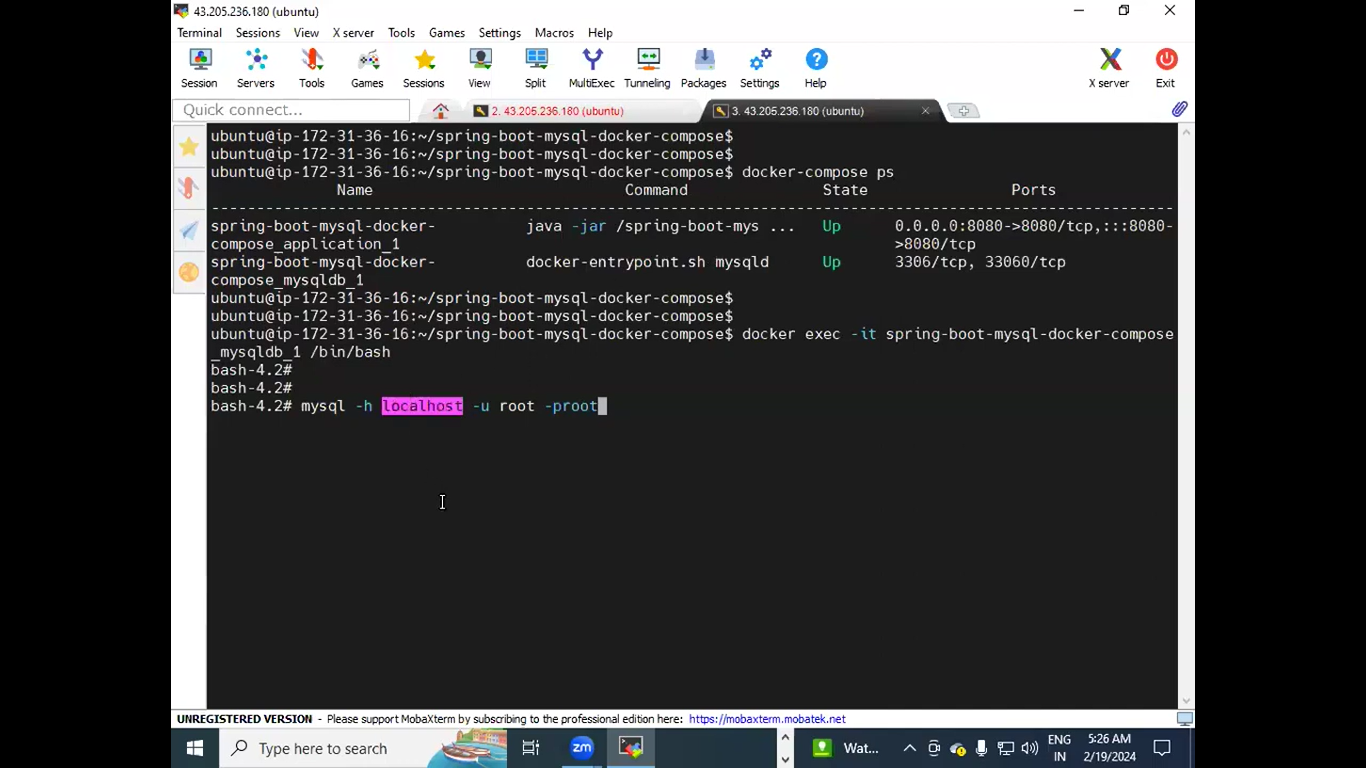 43.205.236.180 (ubuntu)
Terminal Sessions View X server Tools Games Settings Macros Help
Session Servers Tools Games Sessions View Split MultiExec Tunneling Packages Settings Help X server Exit
Quick connect... 2. 43.205.236.180 (ubuntu) 3. 43.205.236.180 (ubuntu)
ubuntu@ip-172-31-36-16:~/spring-boot-mysql-docker-compose$
ubuntu@ip-172-31-36-16:~/spring-boot-mysql-docker-compose$
ubuntu@ip-172-31-36-16:~/spring-boot-mysql-docker-compose$ docker-compose ps
Name Command State Ports
-----------------------------------------------------------------------------------------------------------
spring-boot-mysql-docker- java -jar /spring-boot-mys ... Up 0.0.0.0:8080->8080/tcp,:::8080-
compose_application_1 >8080/tcp
spring-boot-mysql-docker- docker-entrypoint.sh mysqld Up 3306/tcp, 33060/tcp
compose_mysqldb_1
ubuntu@ip-172-31-36-16:~/spring-boot-mysql-docker-compose$
ubuntu@ip-172-31-36-16:~/spring-boot-mysql-docker-compose$
ubuntu@ip-172-31-36-16:~/spring-boot-mysql-docker-compose$ docker exec -it spring-boot-mysql-docker-compose
_mysqldb_1 /bin/bash
bash-4.2#
bash-4.2#
bash-4.2# mysql -h localhost -u root -proot
UNREGISTERED VERSION - Please support MobaXterm by subscribing to the professional edition here: https://mobaxterm.mobatek.net
Type here to search zm Wat... ENG 5:26 AM
IN 2/19/2024